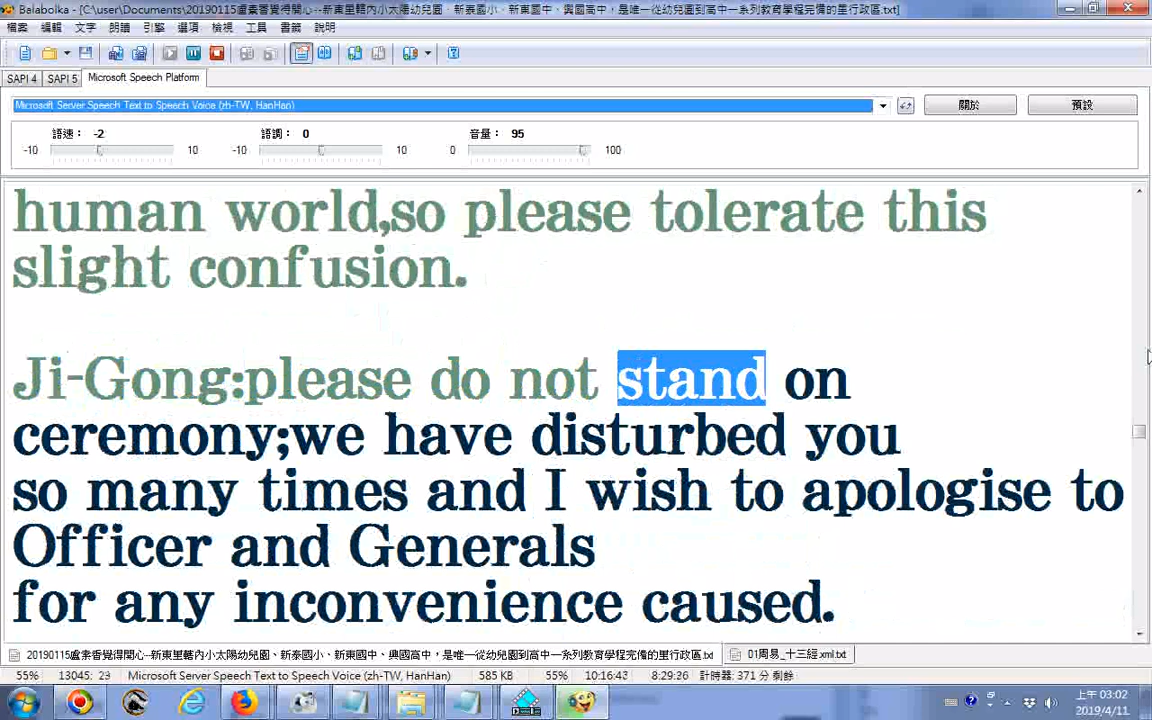 Balabolka - [C:\user\Documents\20190115盧素香覺得開心--新東里轄內小太陽幼兒園、新泰國小、新東國中、興國高中，是唯一從幼兒園到高中一系列教育學程完備的里行政區.txt]
檔案 編輯 文字 朗讀 引擎 選項 檢視 工具 書籤 說明
SAPI 4 SAPI 5 Microsoft Speech Platform
Microsoft Server Speech Text to Speech Voice (zh-TW, HanHan) 關於 預設
語速： -2 語調： 0 音量： 95
-10 10 -10 10 0 100
human world,so please tolerate this
slight confusion.
Ji-Gong:please do not stand on
ceremony;we have disturbed you
so many times and I wish to apologise to
Officer and Generals
for any inconvenience caused.
20190115盧素香覺得開心--新東里轄內小太陽幼兒園、新泰國小、新東國中、興國高中，是唯一從幼兒園到高中一系列教育學程完備的里行政區.txt 01周易_十三經.xml.txt
55% 13045: 23 Microsoft Server Speech Text to Speech Voice (zh-TW, HanHan) 585 KB 55% 10:16:43 8:29:26 計時器: 371 分 剩餘
上午 03:02
2019/4/11